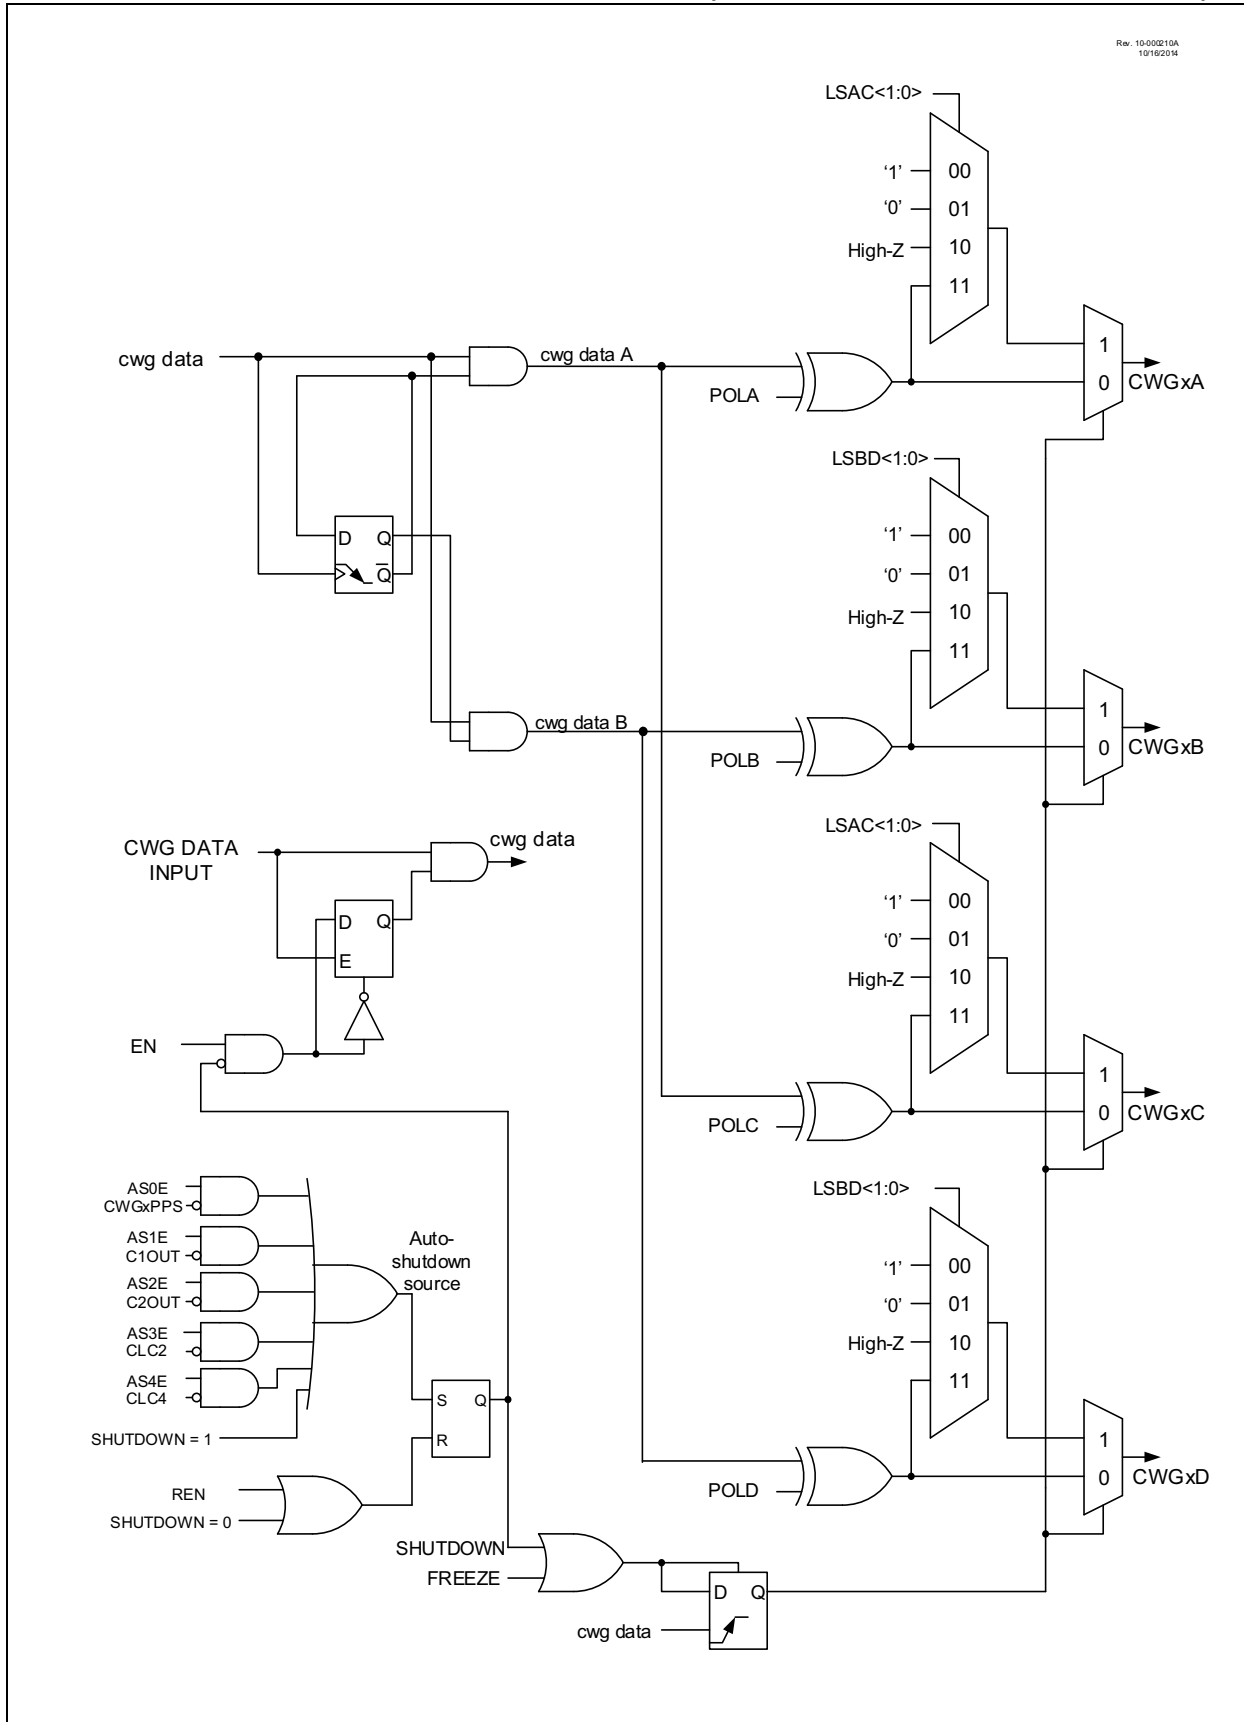 Rev. 10-000210A
10/16/2014
LSAC<1:0>
‘1’ 00
‘0’ 01
High-Z 10
11
cwg data
cwg data A
POLA
1
0
CWGxA
LSBD<1:0>
‘1’ 00
‘0’ 01
High-Z 10
11
D Q
Q
cwg data B
POLB
1
0
CWGxB
CWG DATA
INPUT
cwg data
D Q
E
EN
LSAC<1:0>
‘1’ 00
‘0’ 01
High-Z 10
11
POLC
1
0
CWGxC
AS0E
CWGxPPS
AS1E
C1OUT
AS2E
C2OUT
AS3E
CLC2
AS4E
CLC4
SHUTDOWN = 1
Auto-
shutdown
source
S Q
R
REN
SHUTDOWN = 0
LSBD<1:0>
‘1’ 00
‘0’ 01
High-Z 10
11
POLD
1
0
CWGxD
SHUTDOWN
FREEZE
D Q
cwg data